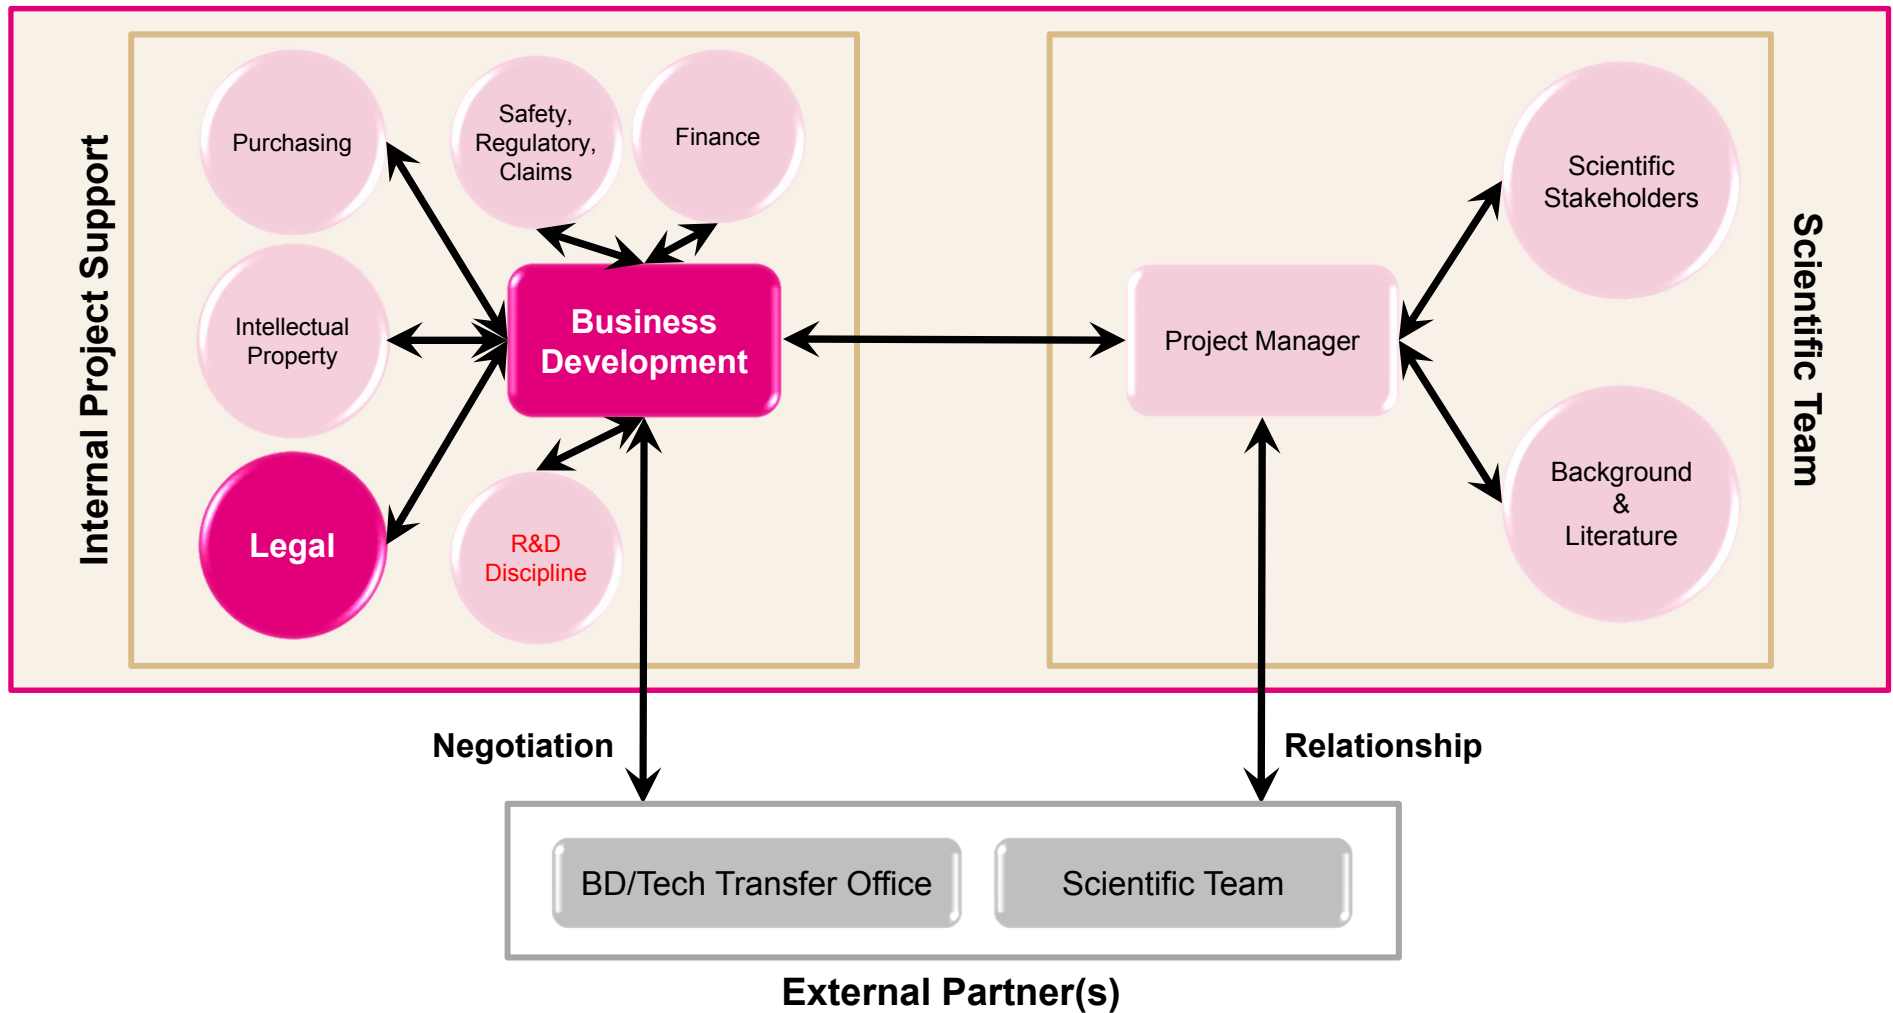 Internal Project Support
Purchasing
Safety,
Regulatory,
Claims
Finance
Intellectual
Property
Business
Development
Legal
R&D
Discipline
Project Manager
Scientific
Stakeholders
Background
&
Literature
Scientific Team
Negotiation
Relationship
BD/Tech Transfer Office
Scientific Team
External Partner(s)